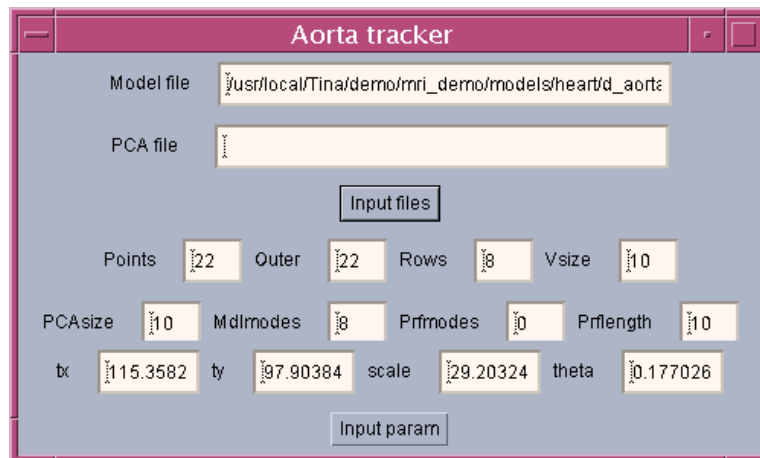 Aorta tracker
Model file /usr/local/Tina/demo/mri_demo/models/heart/d_aorta
PCA file
Input files
Points 22 Outer 22 Rows 8 Vsize 10
PCAsize 10 Mdlmodes 8 Prfmodes 0 Prflength 10
tx 115.3582 ty 97.90384 scale 29.20324 theta 0.177026
Input param